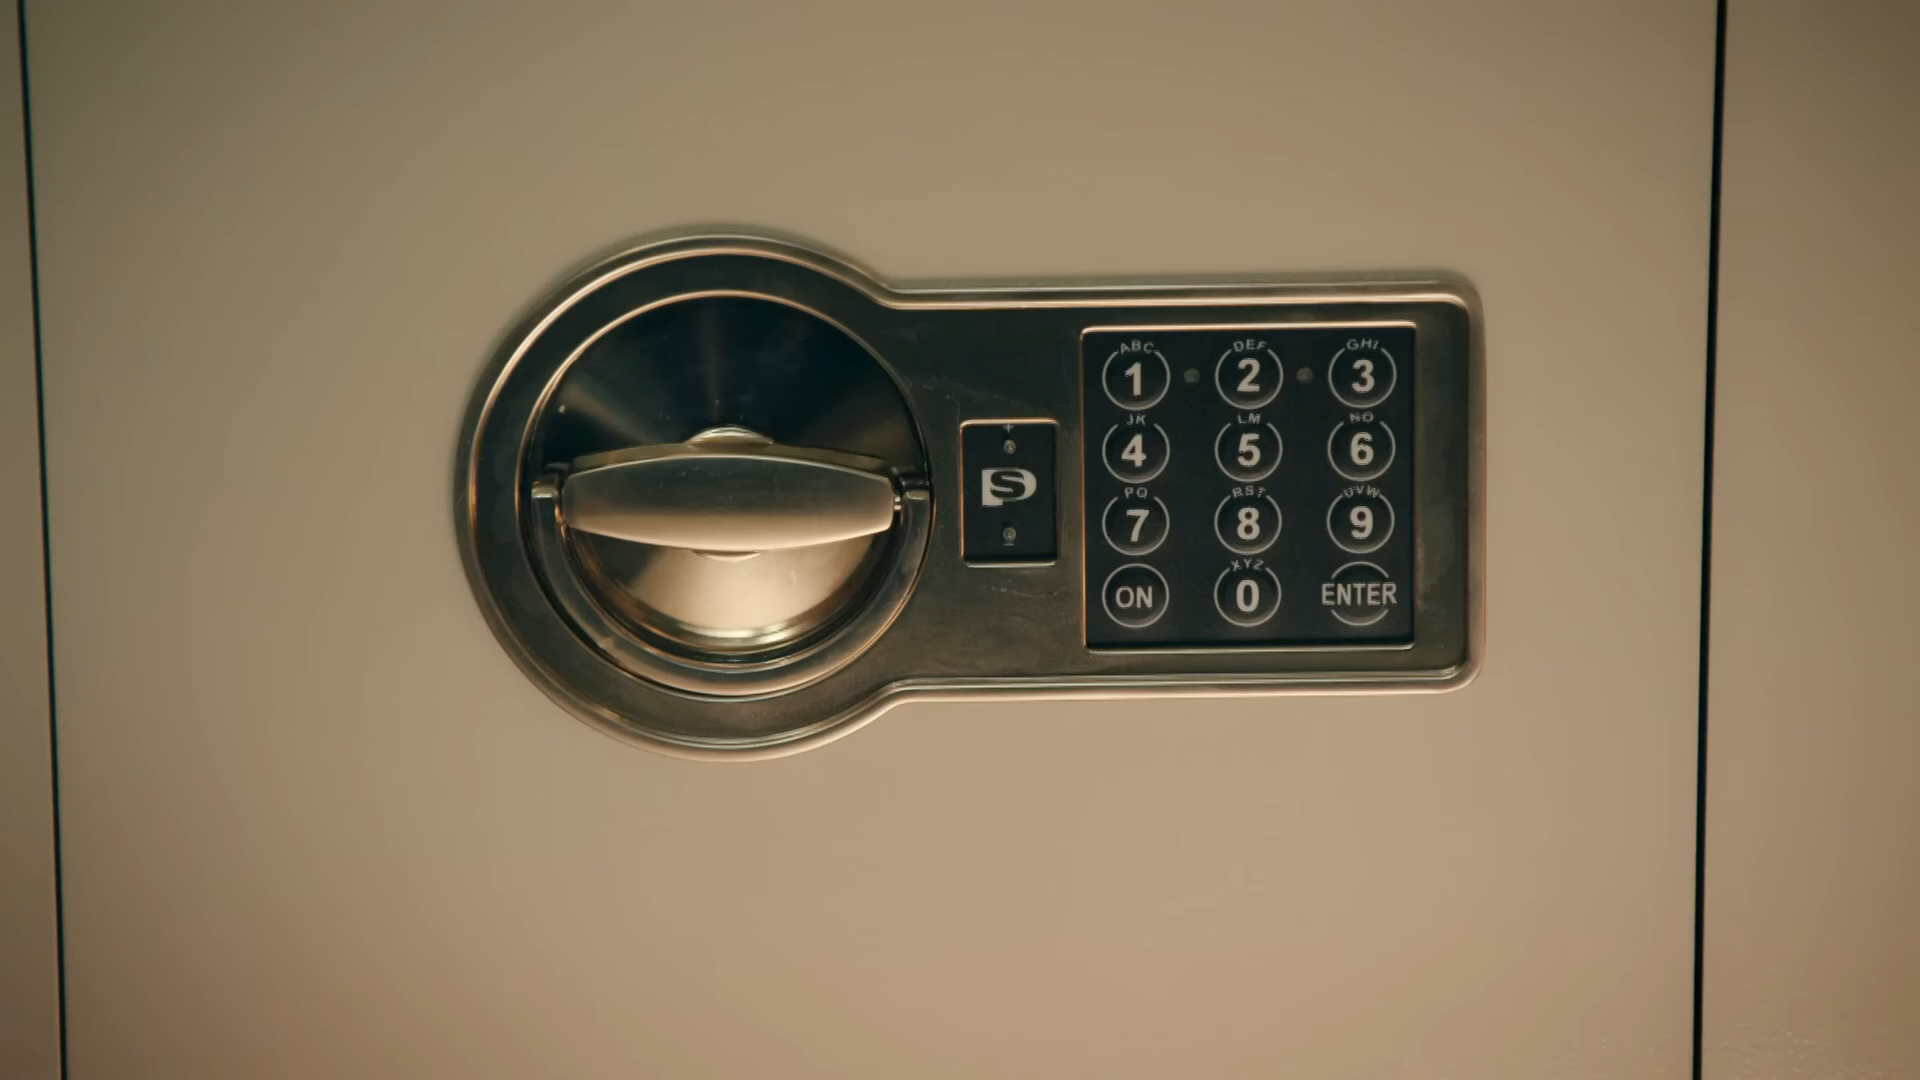 ABC DEF GHI
1 2 3
JK LM NO
4 5 6
PQ RST UVW
7 8 9
XYZ
ON 0 ENTER